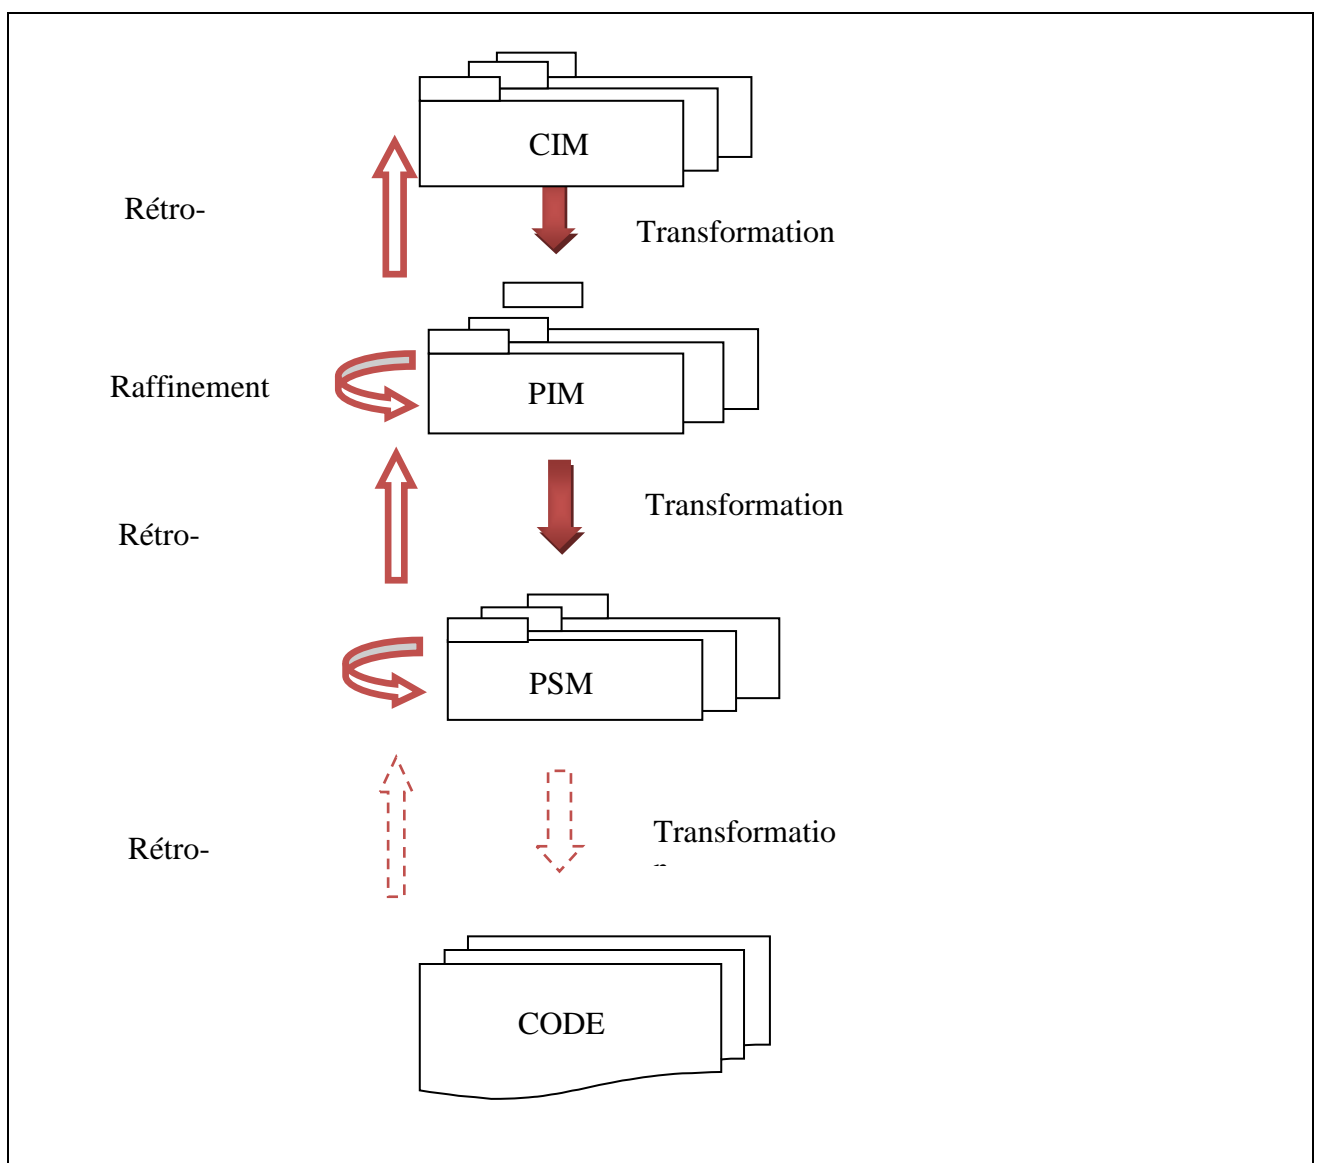 CIM
Rétro-
Transformation
Raffinement
PIM
Transformation
Rétro-
PSM
Transformatio
Rétro-
CODE